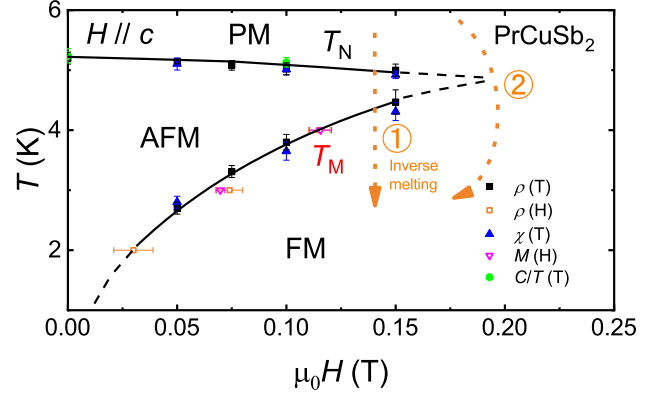 H // c PM T_N PrCuSb₂
②
AFM
①
T_M Inverse
melting
FM
ρ (T)
ρ (H)
χ (T)
M (H)
C/T (T)
6
4
2
T (K)
0.00 0.05 0.10 0.15 0.20 0.25
μ₀H (T)